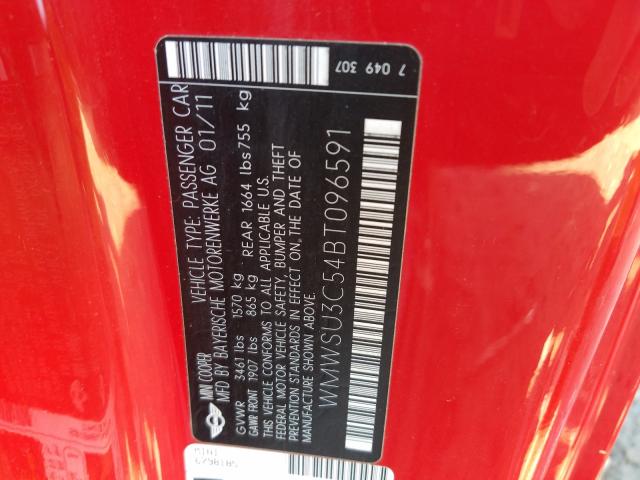 MINI COOPER VEHICLE TYPE: PASSENGER CAR
MFD BY BAYERISCHE MOTORENWERKE AG 01/11
GVWR 3461 lbs 1570 kg
GAWR FRONT 1907 lbs 865 kg REAR 1664 lbs 755 kg
THIS VEHICLE CONFORMS TO ALL APPLICABLE U.S.
FEDERAL MOTOR VEHICLE SAFETY, BUMPER AND THEFT
PREVENTION STANDARDS IN EFFECT ON THE DATE OF
MANUFACTURE SHOWN ABOVE.
WMWSU3C54BT096591
7 049 307
MINI